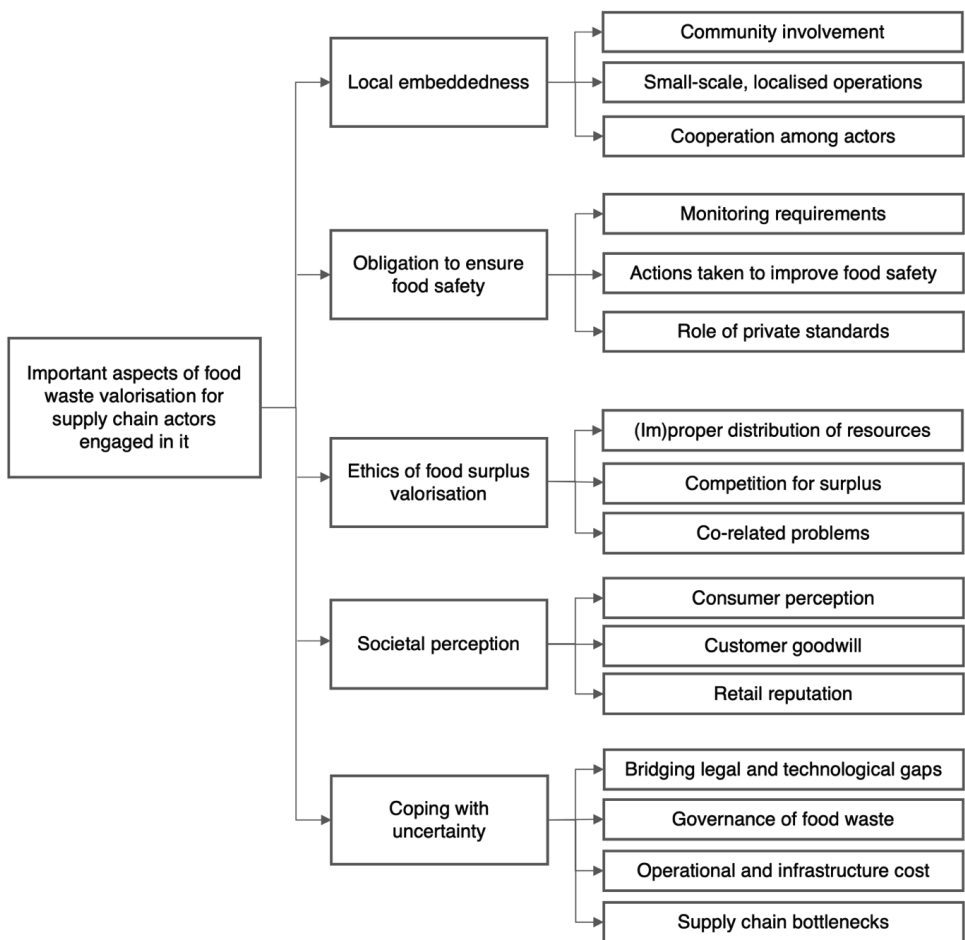 Important aspects of food
waste valorisation for
supply chain actors
engaged in it
Local embeddedness
Community involvement
Small-scale, localised operations
Cooperation among actors
Obligation to ensure
food safety
Monitoring requirements
Actions taken to improve food safety
Role of private standards
Ethics of food surplus
valorisation
(Im)proper distribution of resources
Competition for surplus
Co-related problems
Societal perception
Consumer perception
Customer goodwill
Retail reputation
Coping with
uncertainty
Bridging legal and technological gaps
Governance of food waste
Operational and infrastructure cost
Supply chain bottlenecks